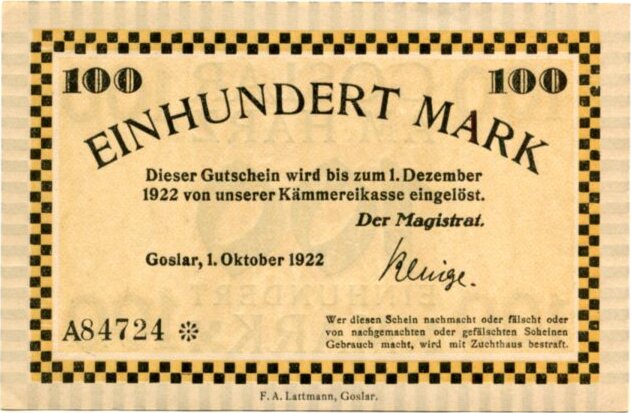 100 100
EINHUNDERT MARK
Dieser Gutschein wird bis zum 1. Dezember
1922 von unserer Kämmereikasse eingelöst.
Der Magistrat.
Goslar, 1. Oktober 1922
Klinge.
Wer diesen Schein nachmacht oder fälscht oder
von nachgemachten oder gefälschten Scheinen
Gebrauch macht, wird mit Zuchthaus bestraft.
A84724 ※
F. A. Lattmann, Goslar.